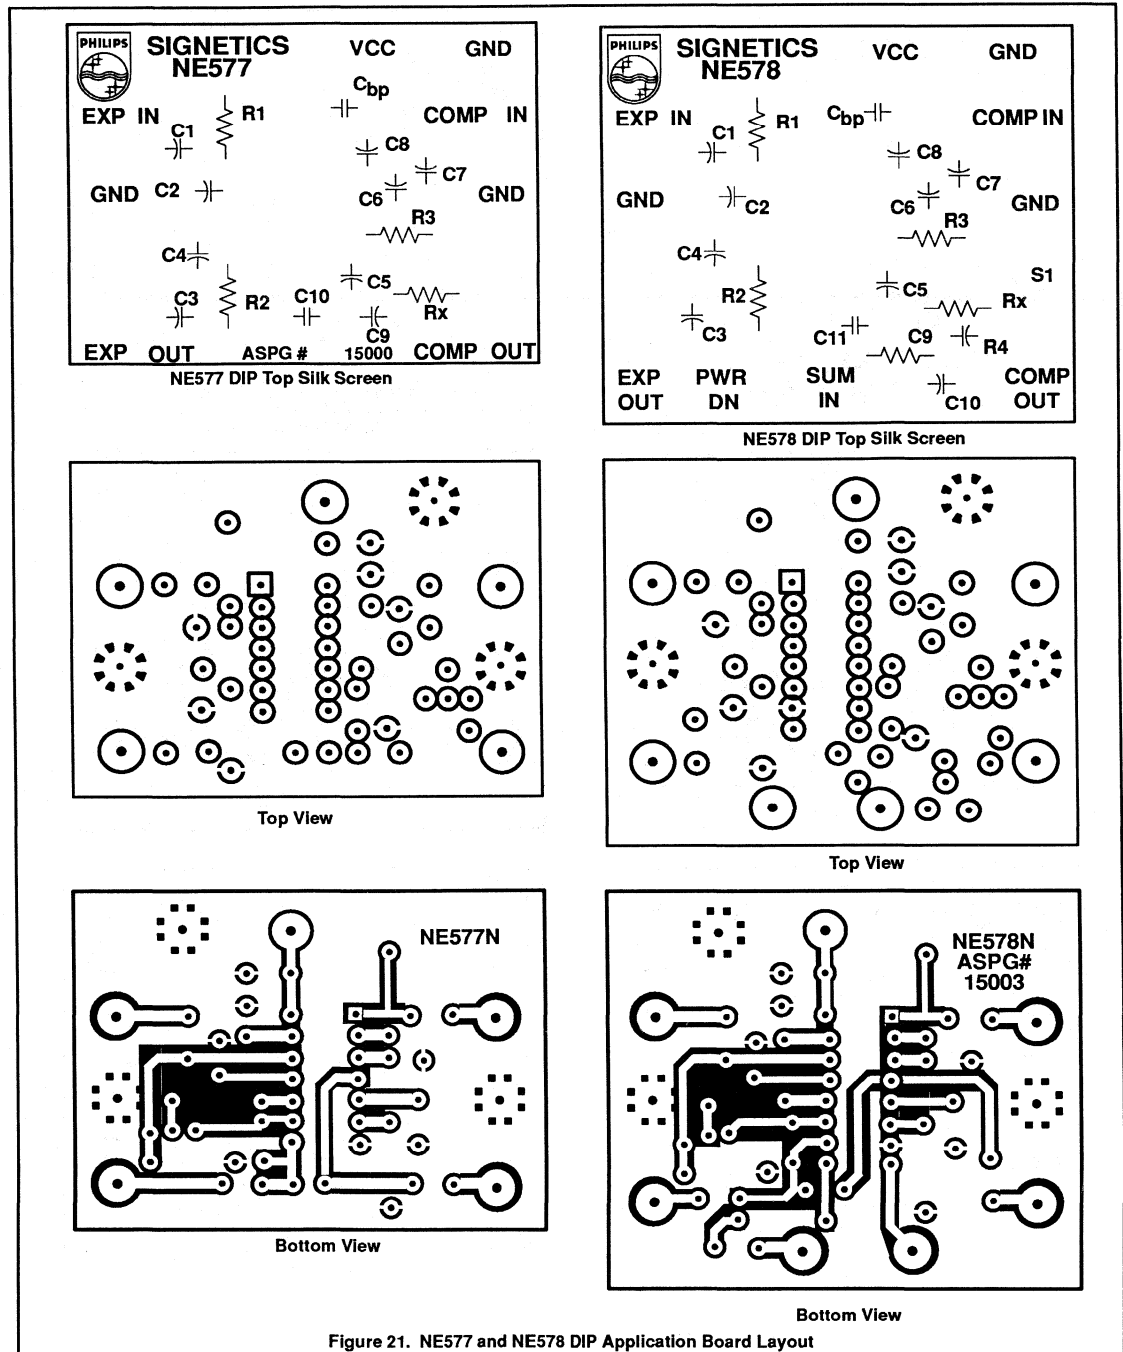 PHILIPS
SIGNETICS
NE577
VCC
GND
Cbp
EXP IN
C1
R1
COMP IN
C8
C7
GND
C2
C6
GND
R3
C4
C5
C3
R2
C10
Rx
C9
EXP OUT
ASPG #
15000
COMP OUT
NE577 DIP Top Silk Screen
PHILIPS
SIGNETICS
NE578
VCC
GND
EXP IN
C1
R1
Cbp
COMP IN
C8
C7
GND
C2
C6
GND
R3
C4
S1
R2
C5
Rx
C3
C11
C9
R4
EXP
OUT
PWR
DN
SUM
IN
COMP
OUT
C10
NE578 DIP Top Silk Screen
Top View
Top View
NE577N
Bottom View
NE578N
ASPG#
15003
Bottom View
Figure 21. NE577 and NE578 DIP Application Board Layout